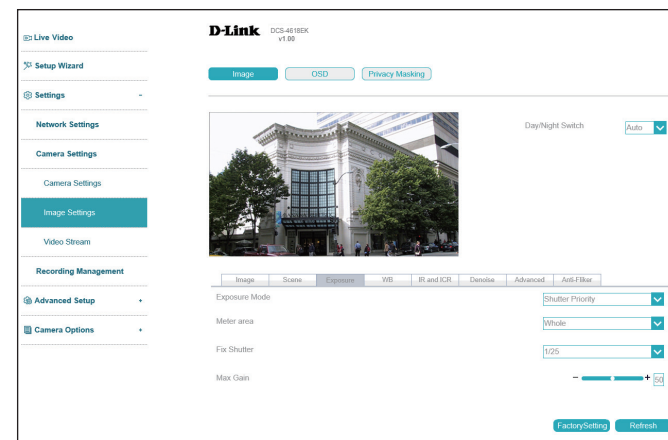 Live Video
Setup Wizard
Settings -
Network Settings
Camera Settings
Camera Settings
Image Settings
Video Stream
Recording Management
Advanced Setup +
Camera Options +
D-Link DCS-4618EK
v1.00
Image OSD Privacy Masking
Day/Night Switch Auto
Image Scene Exposure WB IR and ICR Denoise Advanced Anti-Fliker
Exposure Mode Shutter Priority
Meter area Whole
Fix Shutter 1/25
Max Gain - + 50
FactorySetting Refresh